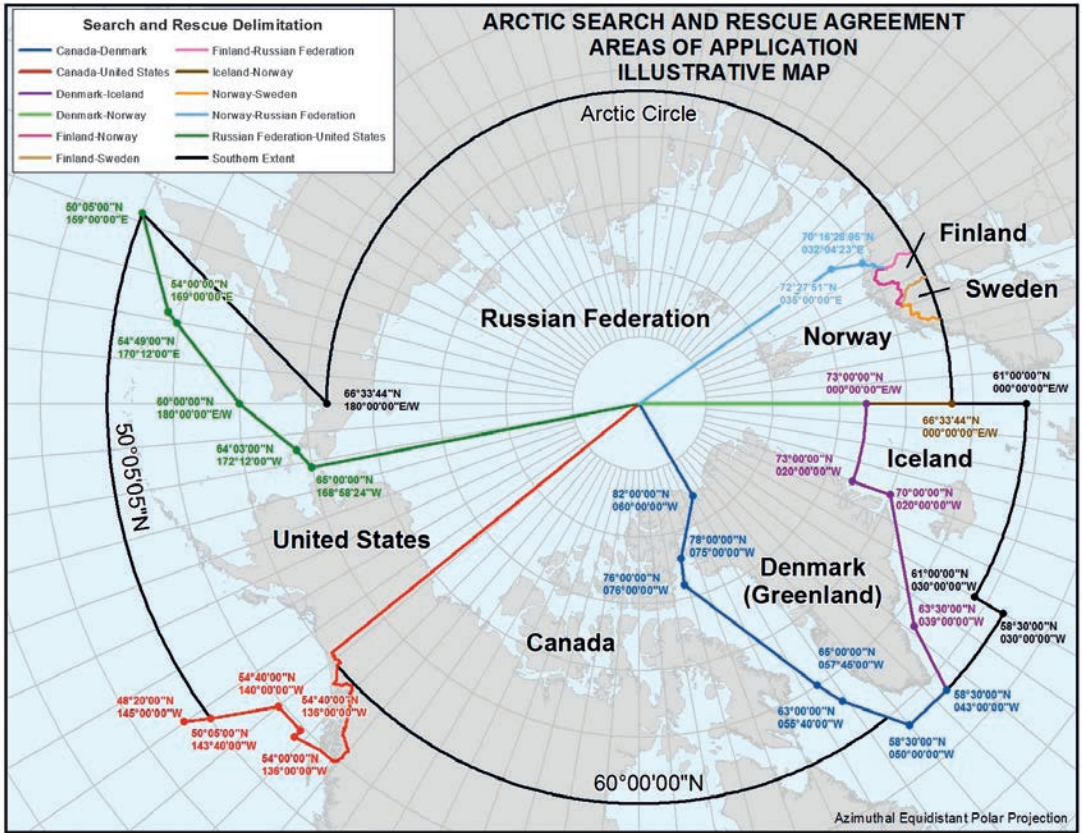 ARCTIC SEARCH AND RESCUE AGREEMENT
AREAS OF APPLICATION
ILLUSTRATIVE MAP
Search and Rescue Delimitation
Canada-Denmark
Canada-United States
Denmark-Iceland
Denmark-Norway
Finland-Norway
Finland-Sweden
Finland-Russian Federation
Iceland-Norway
Norway-Sweden
Norway-Russian Federation
Russian Federation-United States
Southern Extent
Arctic Circle
50°05'00"N
159°00'00"E
54°00'00"N
169°00'00"E
54°49'00"N
170°12'00"E
60°00'00"N
180°00'00"E/W
64°03'00"N
172°12'00"W
65°00'00"N
168°58'24"W
66°33'44"N
180°00'00"E/W
50°05'05"N
Russian Federation
70°16'28.95"N
032°04'23"E
72°27'51"N
035°00'00"E
Finland
Sweden
Norway
73°00'00"N
000°00'00"E/W
61°00'00"N
000°00'00"E/W
66°33'44"N
000°00'00"E/W
Iceland
73°00'00"N
020°00'00"W
70°00'00"N
020°00'00"W
82°00'00"N
060°00'00"W
78°00'00"N
075°00'00"W
76°00'00"N
076°00'00"W
United States
Denmark
(Greenland)
61°00'00"N
030°00'00"W
63°30'00"N
039°00'00"W
58°30'00"N
030°00'00"W
Canada
65°00'00"N
057°45'00"W
63°00'00"N
055°40'00"W
58°30'00"N
043°00'00"W
58°30'00"N
050°00'00"W
48°20'00"N
145°00'00"W
50°05'00"N
143°40'00"W
54°40'00"N
140°00'00"W
54°40'00"N
136°00'00"W
54°00'00"N
136°00'00"W
60°00'00"N
Azimuthal Equidistant Polar Projection